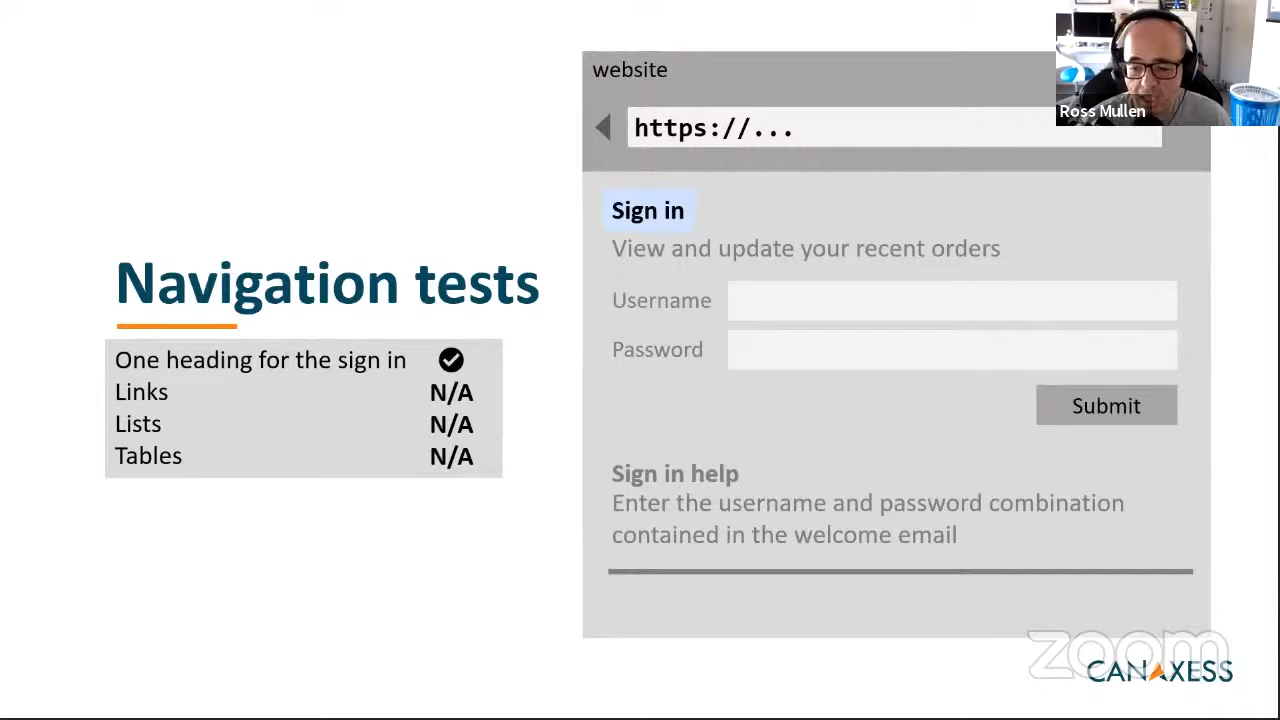 website
Ross Mullen
https://...
Sign in
View and update your recent orders
Navigation tests
Username
Password
One heading for the sign in
Links N/A
Lists N/A
Tables N/A
Submit
Sign in help
Enter the username and password combination
contained in the welcome email
zoom
CANAXESS